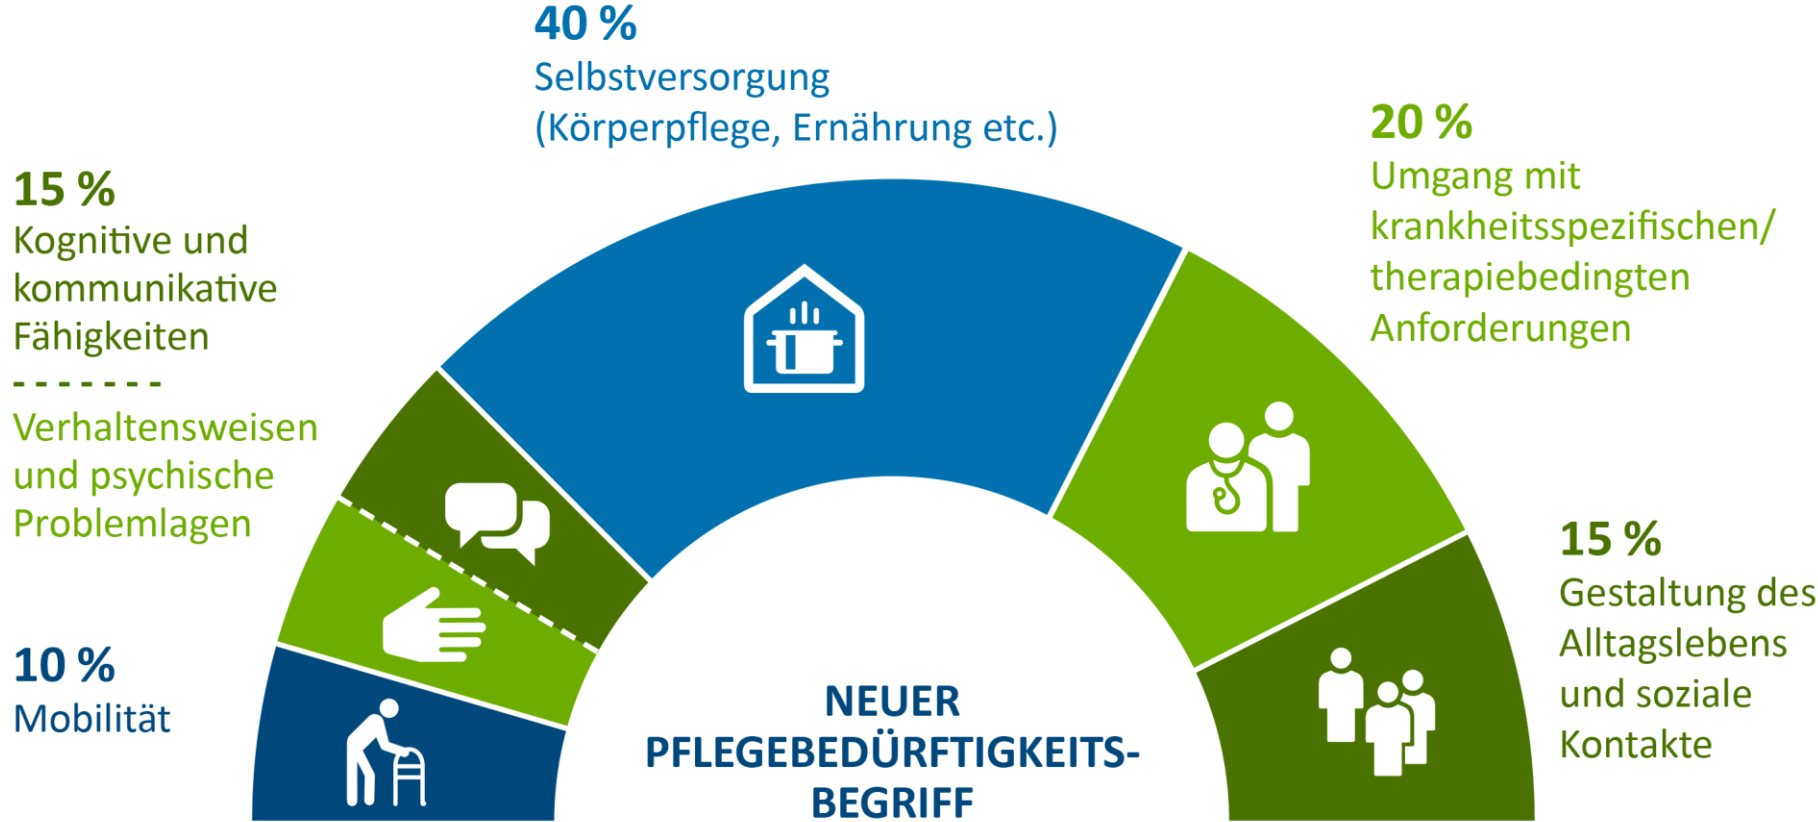 40 %
Selbstversorgung
(Körperpflege, Ernährung etc.)
20 %
Umgang mit
krankheitsspezifischen/
therapiebedingten
Anforderungen
15 %
Kognitive und
kommunikative
Fähigkeiten
- - - - - - -
Verhaltensweisen
und psychische
Problemlagen
10 %
Mobilität
15 %
Gestaltung des
Alltagslebens
und soziale
Kontakte
NEUER
PFLEGEBEDÜRFTIGKEITS-
BEGRIFF